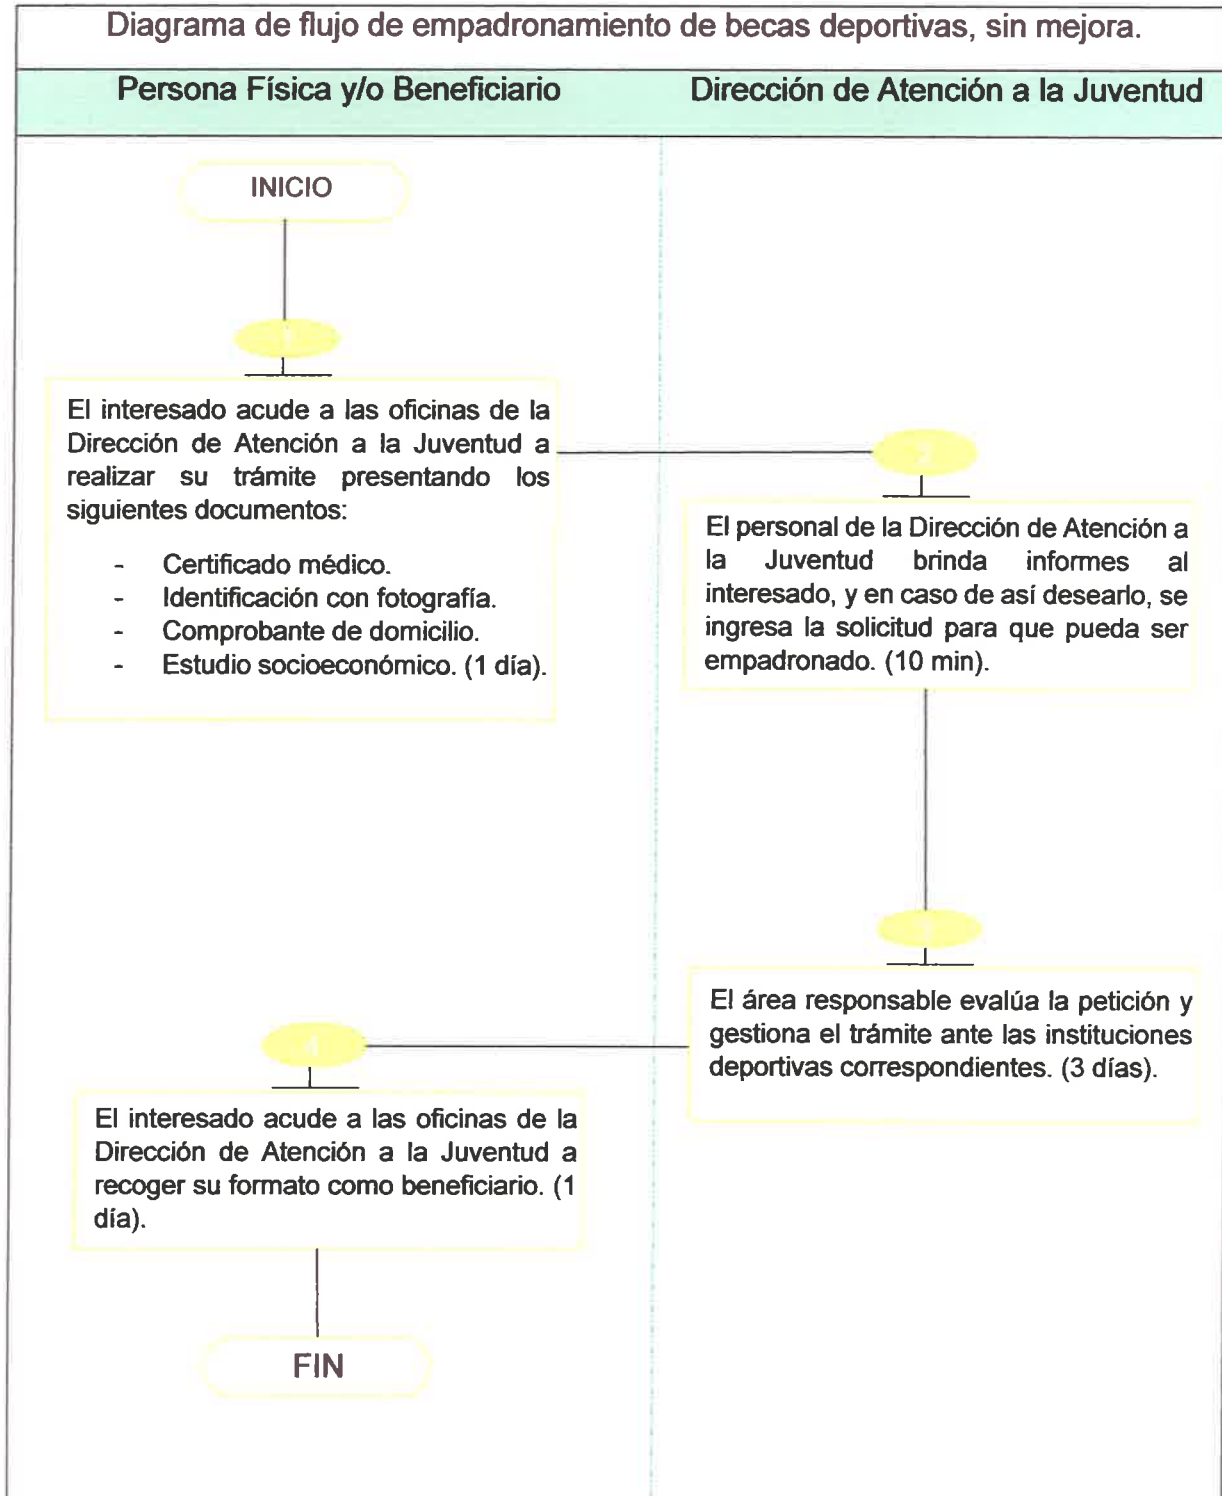 Diagrama de flujo de empadronamiento de becas deportivas, sin mejora.
Persona Física y/o Beneficiario
Dirección de Atención a la Juventud
INICIO
1
El interesado acude a las oficinas de la
Dirección de Atención a la Juventud a
realizar su trámite presentando los
siguientes documentos:
- Certificado médico.
- Identificación con fotografía.
- Comprobante de domicilio.
- Estudio socioeconómico. (1 día).
2
El personal de la Dirección de Atención a
la Juventud brinda informes al
interesado, y en caso de así desearlo, se
ingresa la solicitud para que pueda ser
empadronado. (10 min).
3
El área responsable evalúa la petición y
gestiona el trámite ante las instituciones
deportivas correspondientes. (3 días).
4
El interesado acude a las oficinas de la
Dirección de Atención a la Juventud a
recoger su formato como beneficiario. (1
día).
FIN